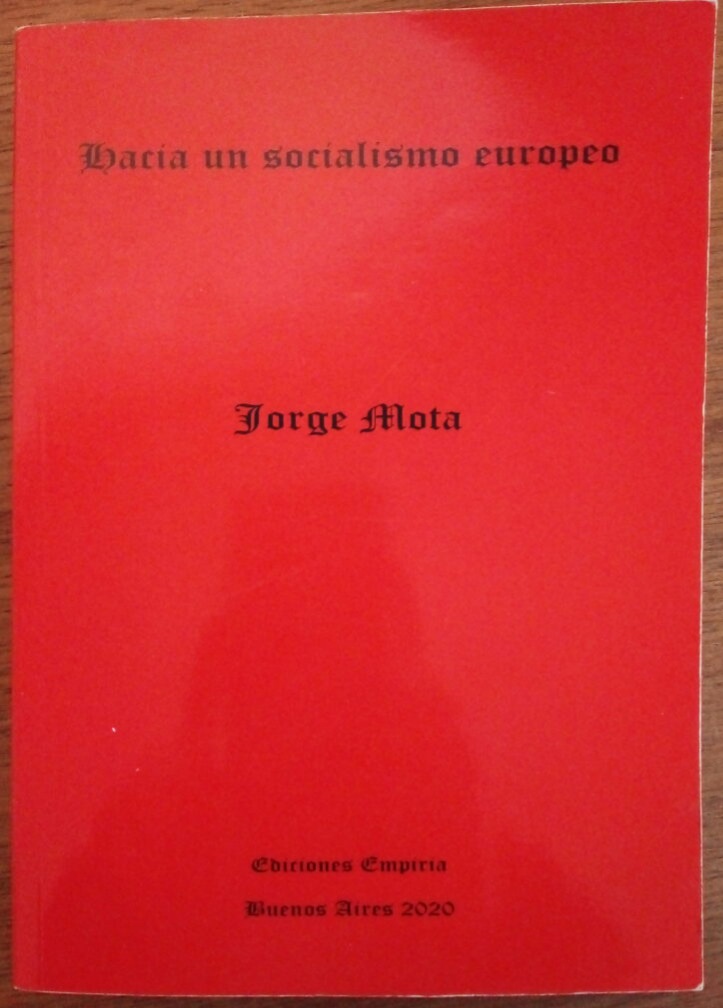 Hacia un socialismo europeo
Jorge Mota
Ediciones Empiria
Buenos Aires 2020